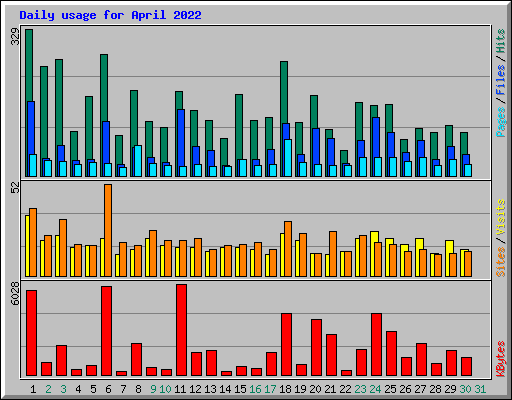 Daily usage for April 2022
329
Pages / Files / Hits
52
Sites / Visits
6028
KBytes
1 2 3 4 5 6 7 8 9 10 11 12 13 14 15 16 17 18 19 20 21 22 23 24 25 26 27 28 29 30 31